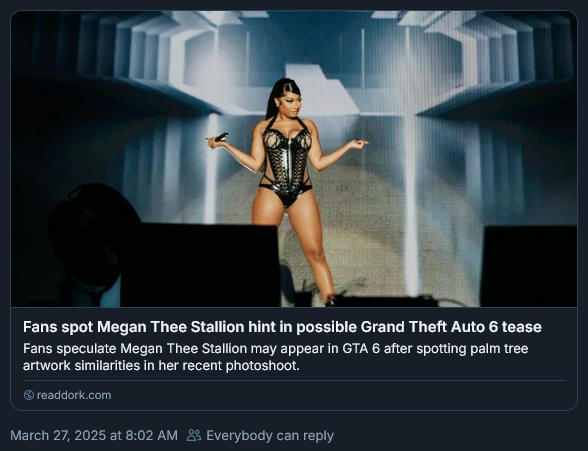 Fans spot Megan Thee Stallion hint in possible Grand Theft Auto 6 tease
Fans speculate Megan Thee Stallion may appear in GTA 6 after spotting palm tree
artwork similarities in her recent photoshoot.
readdork.com
March 27, 2025 at 8:02 AM Everybody can reply